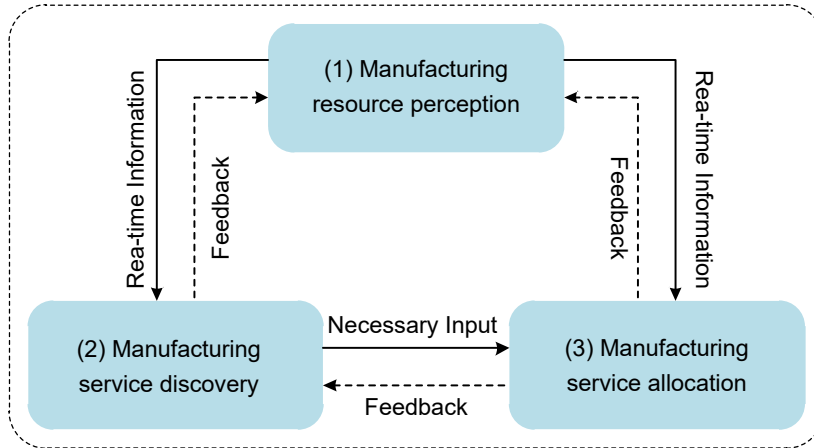 (1) Manufacturing
resource perception
Rea-time Information
Feedback
Feedback
Rea-time Information
(2) Manufacturing
service discovery
Necessary Input
Feedback
(3) Manufacturing
service allocation